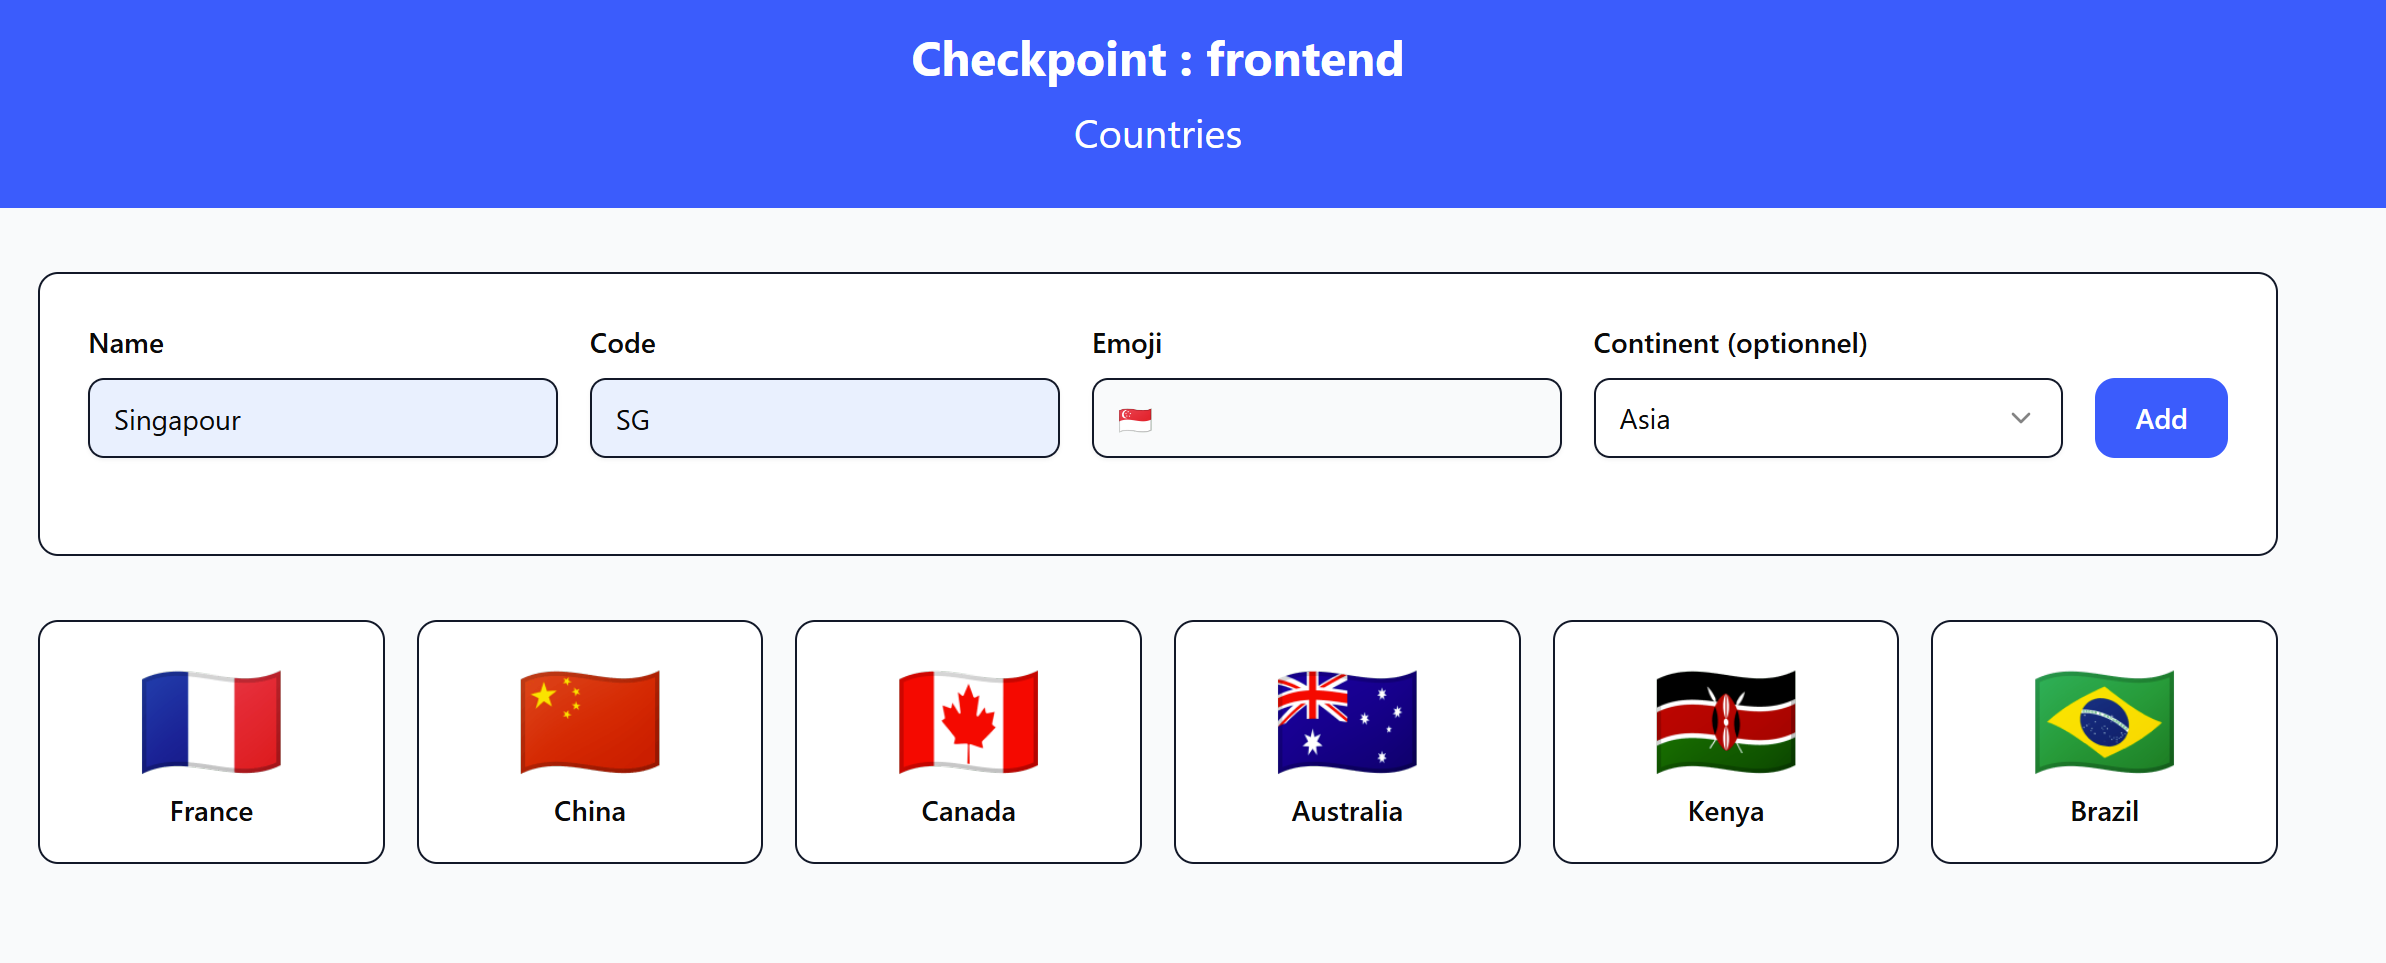 Checkpoint : frontend
Countries
Name
Code
Emoji
Continent (optionnel)
Singapour
SG
🇸🇬
Asia
Add
France
China
Canada
Australia
Kenya
Brazil